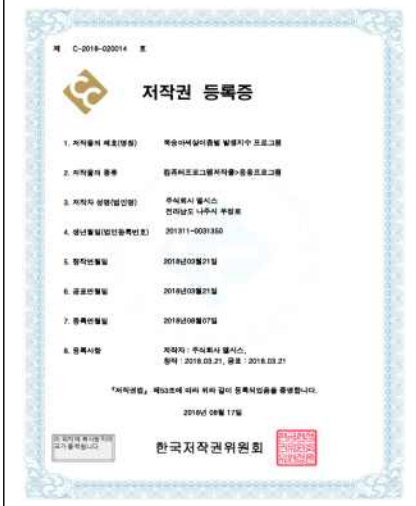 제 C-2018-020014 호
저작권 등록증
1. 저작물의 제호(명칭) 복숭아씨살이좀벌 발생지수 프로그램
2. 저작물의 종류 컴퓨터프로그램저작물>응용프로그램
3. 저작자 성명(법인명) 주식회사 엘시스
전라남도 나주시 우정로
4. 생년월일(법인등록번호) 201311-0031350
5. 창작연월일 2018년03월21일
6. 공표연월일 2018년03월21일
7. 등록연월일 2018년08월07일
8. 등록사항 저작자 : 주식회사 엘시스,
창작 : 2018.03.21, 공표 : 2018.03.21
『저작권법』 제53조에 따라 위와 같이 등록되었음을 증명합니다.
2018년 08월 17일
한국저작권위원회